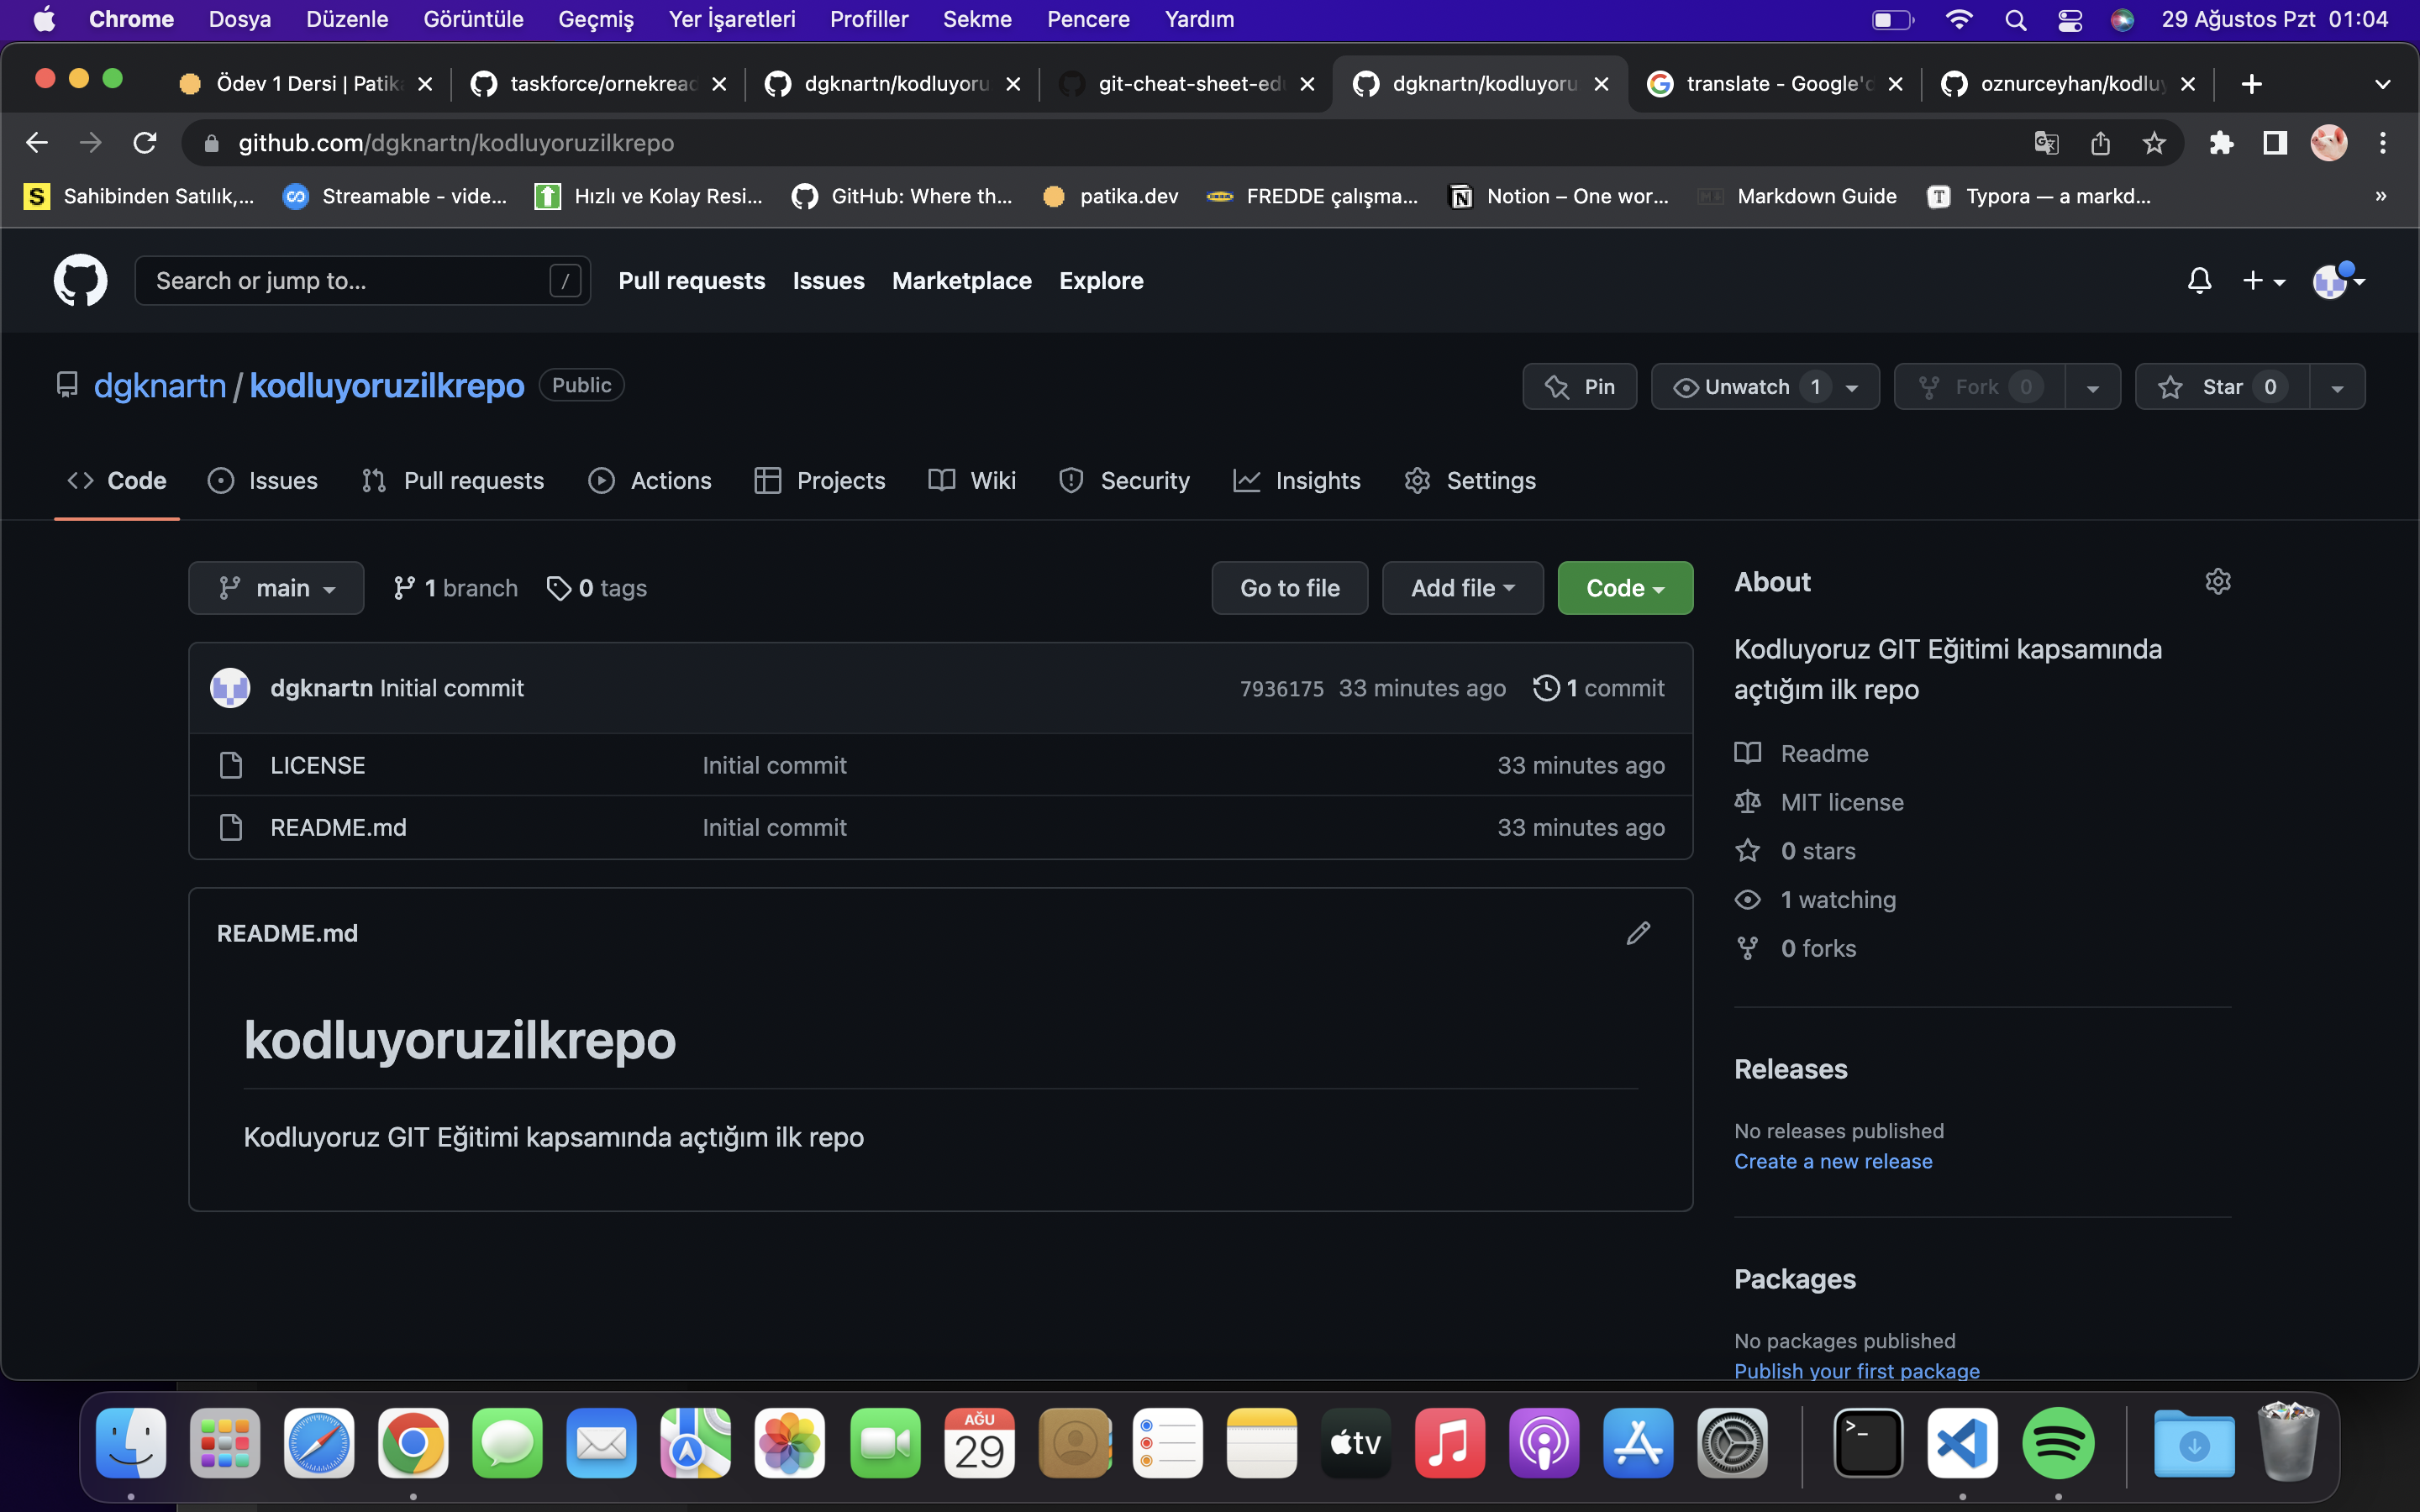 Chrome Dosya Düzenle Görüntüle Geçmiş Yer İşaretleri Profiller Sekme Pencere Yardım 29 Ağustos Pzt 01:04
Ödev 1 Dersi | Patik taskforce/ornekread dgknartn/kodluyoru git-cheat-sheet-edu dgknartn/kodluyoru translate - Google'd oznurceyhan/kodluy
github.com/dgknartn/kodluyoruzilkrepo
S Sahibinden Satılık,... Streamable - vide... Hızlı ve Kolay Resi... GitHub: Where th... patika.dev FREDDE çalışma... Notion – One wor... Markdown Guide T Typora — a markd... »
Search or jump to... / Pull requests Issues Marketplace Explore
dgknartn / kodluyoruzilkrepo Public Pin Unwatch 1 Fork 0 Star 0
Code Issues Pull requests Actions Projects Wiki Security Insights Settings
main 1 branch 0 tags Go to file Add file Code
dgknartn Initial commit 7936175 33 minutes ago 1 commit
LICENSE Initial commit 33 minutes ago
README.md Initial commit 33 minutes ago
README.md
kodluyoruzilkrepo
Kodluyoruz GIT Eğitimi kapsamında açtığım ilk repo
About
Kodluyoruz GIT Eğitimi kapsamında
açtığım ilk repo
Readme
MIT license
0 stars
1 watching
0 forks
Releases
No releases published
Create a new release
Packages
No packages published
Publish your first package
AĞU
29
tv
>_